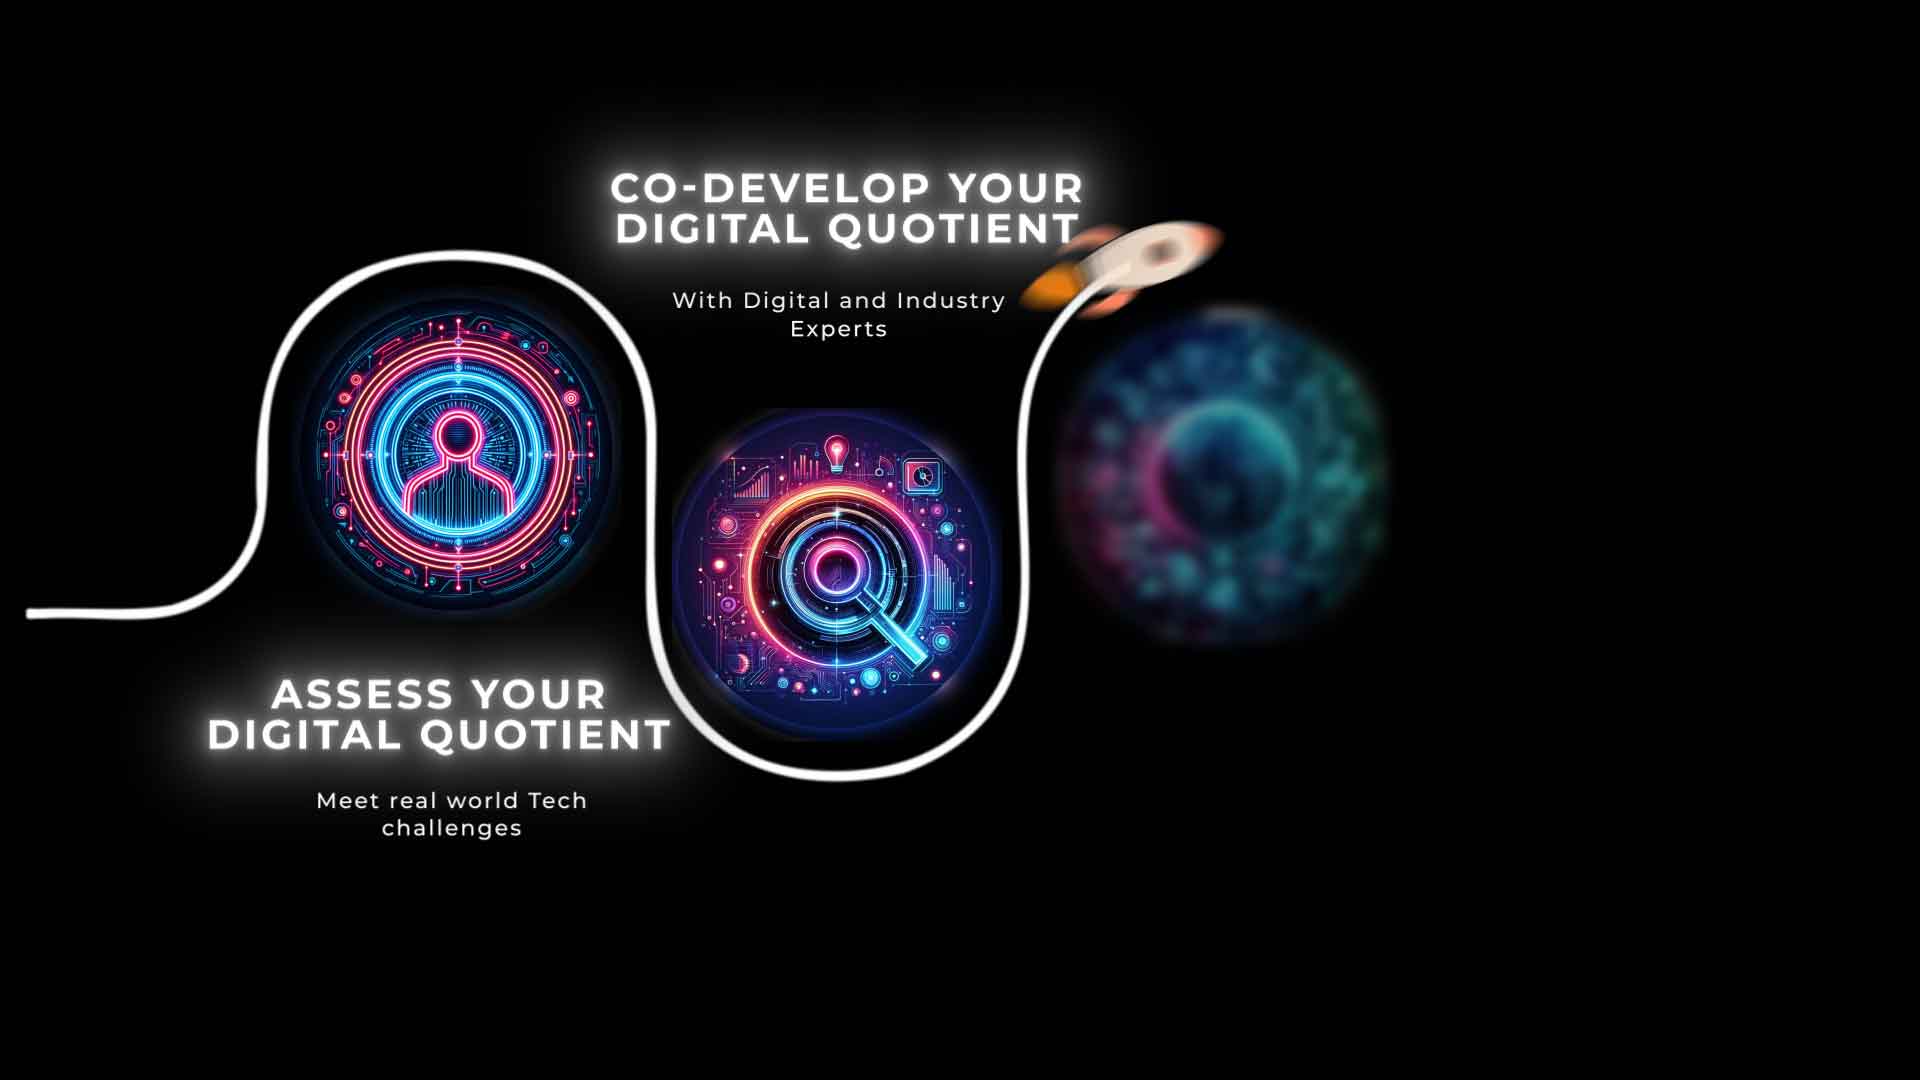 CO-DEVELOP YOUR
DIGITAL QUOTIENT
With Digital and Industry
Experts
ASSESS YOUR
DIGITAL QUOTIENT
Meet real world Tech
challenges